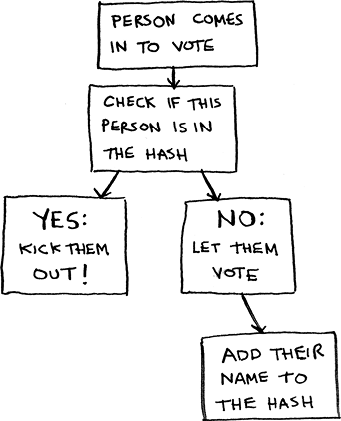 PERSON COMES
IN TO VOTE
CHECK IF THIS
PERSON IS IN
THE HASH
YES:
KICK THEM
OUT!
NO:
LET THEM
VOTE
ADD THEIR
NAME TO
THE HASH